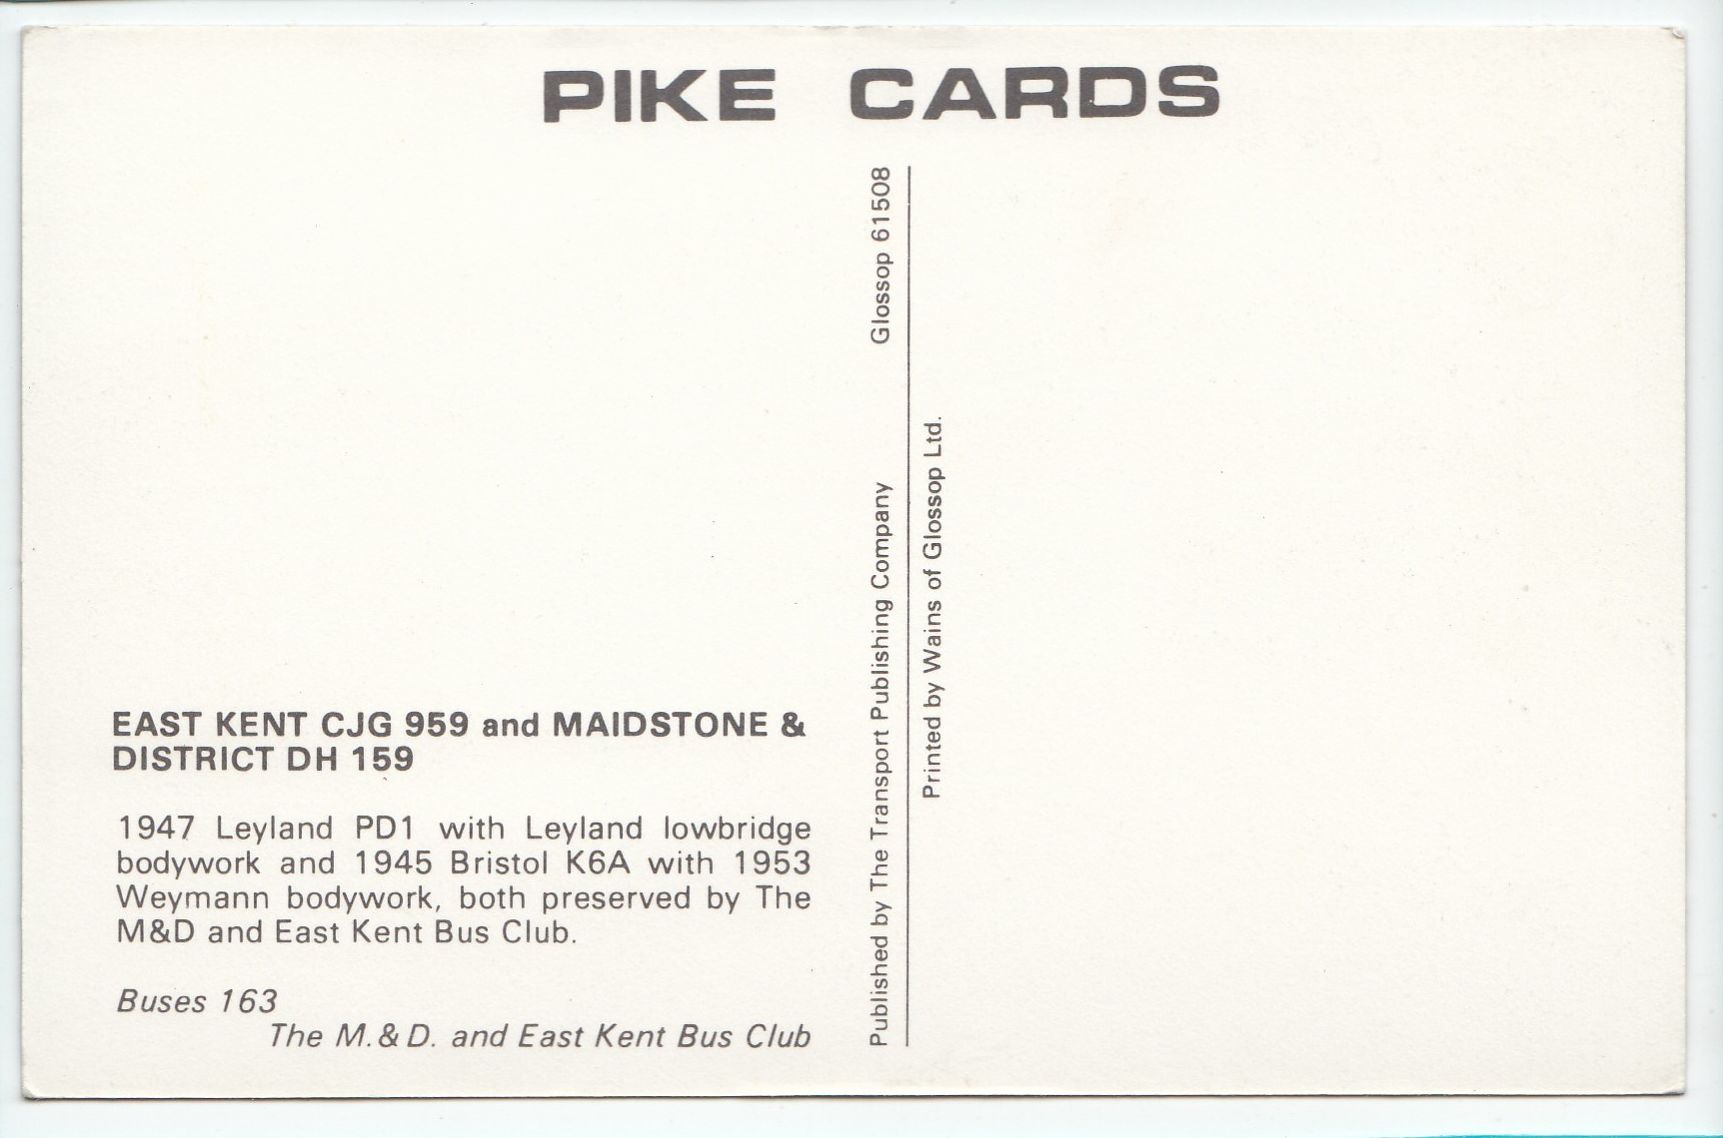 PIKE CARDS
EAST KENT CJG 959 and MAIDSTONE &
DISTRICT DH 159
1947 Leyland PD1 with Leyland lowbridge
bodywork and 1945 Bristol K6A with 1953
Weymann bodywork, both preserved by The
M&D and East Kent Bus Club.
Buses 163
The M. & D. and East Kent Bus Club
Published by The Transport Publishing Company Glossop 61508
Printed by Wains of Glossop Ltd.